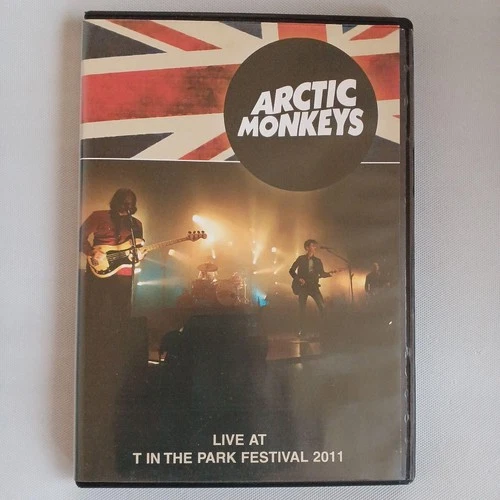 ARCTIC
MONKEYS
LIVE AT
T IN THE PARK FESTIVAL 2011